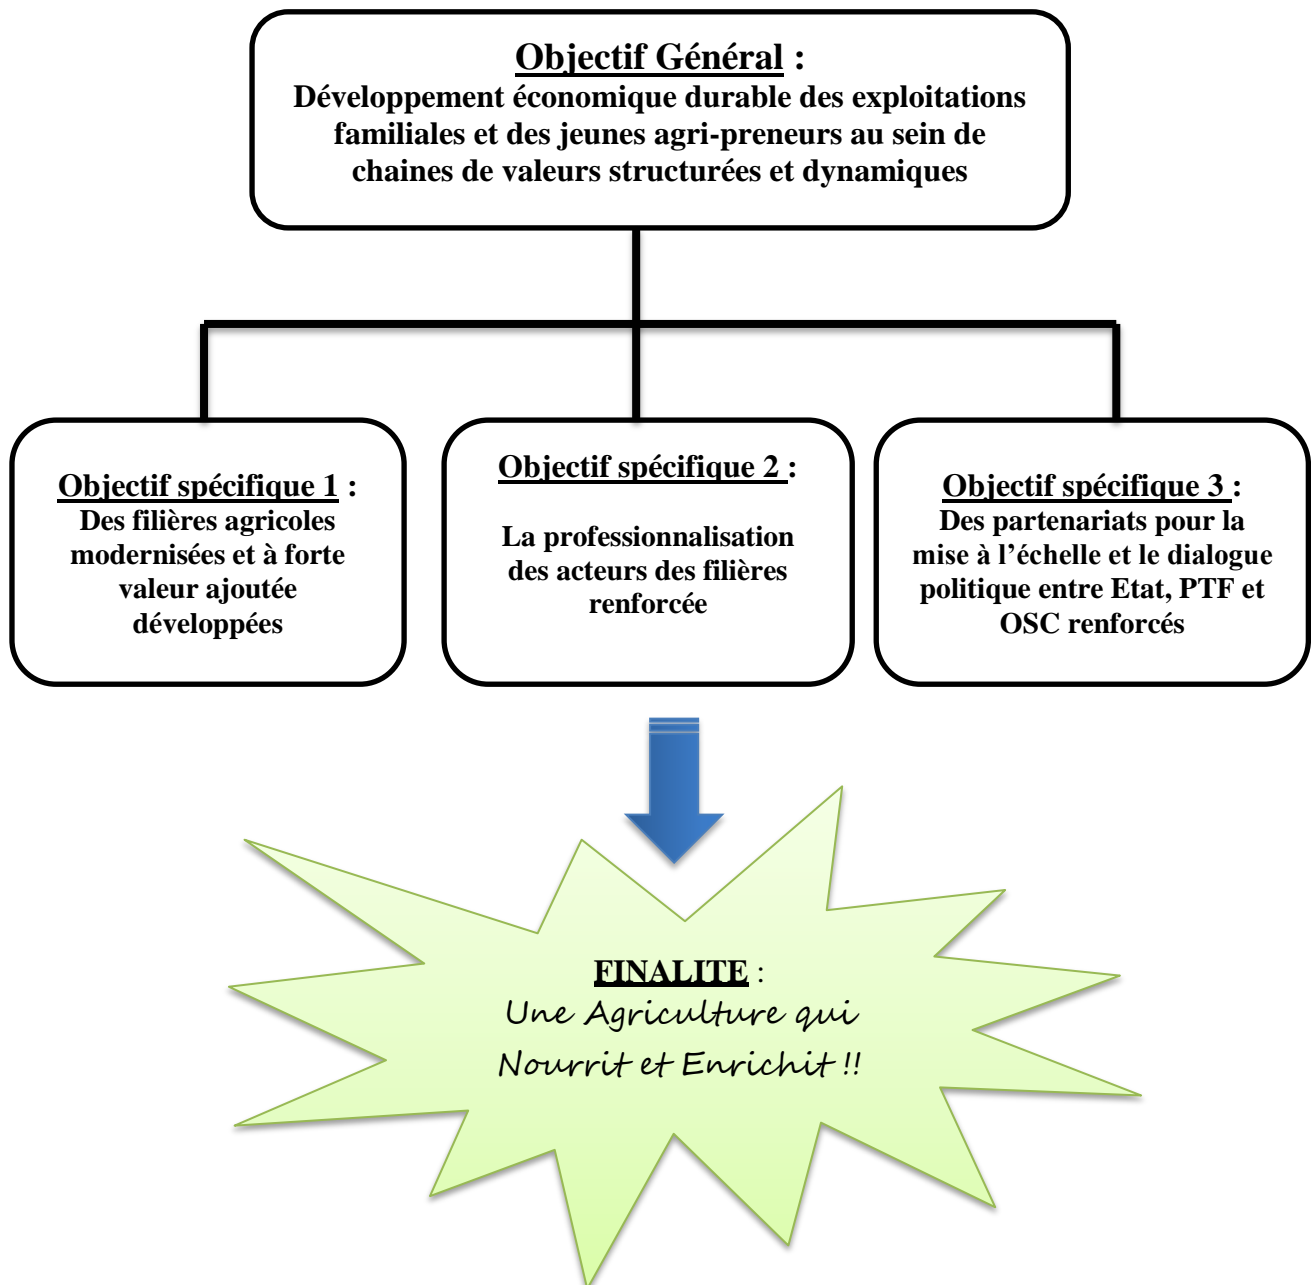 Objectif Général :
Développement économique durable des exploitations
familiales et des jeunes agri-preneurs au sein de
chaines de valeurs structurées et dynamiques
Objectif spécifique 1 :
Des filières agricoles
modernisées et à forte
valeur ajoutée
développées
Objectif spécifique 2 :
La professionnalisation
des acteurs des filières
renforcée
Objectif spécifique 3 :
Des partenariats pour la
mise à l’échelle et le dialogue
politique entre Etat, PTF et
OSC renforcés
FINALITE :
Une Agriculture qui
Nourrit et Enrichit !!